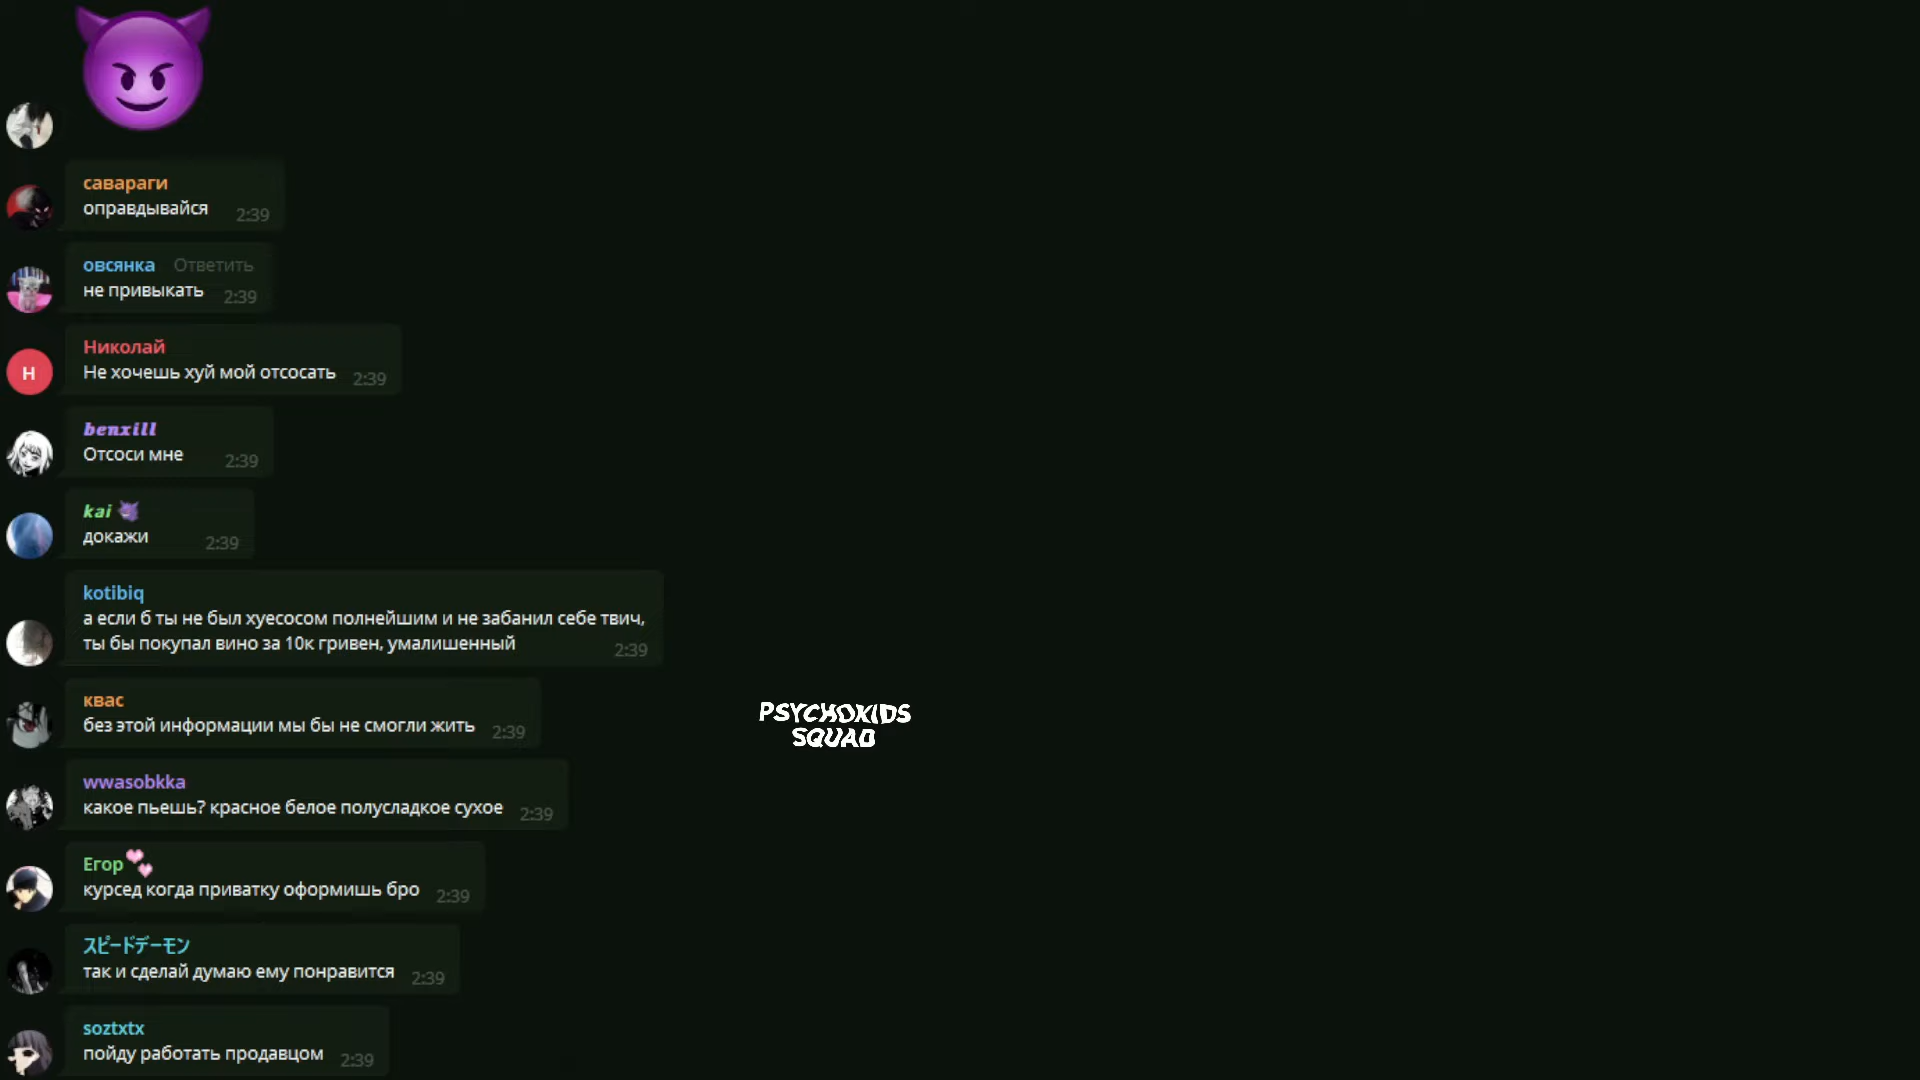 савараги
оправдывайся 2:39
овсянка Ответить
не привыкать 2:39
Николай
Н
Не хочешь хуй мой отсосать 2:39
benxill
Отсоси мне 2:39
kai
докажи 2:39
kotibiq
а если б ты не был хуесосом полнейшим и не забанил себе твич,
ты бы покупал вино за 10к гривен, умалишенный 2:39
квас
без этой информации мы бы не смогли жить 2:39
PSYCHOKIDS
SQUAD
wwasobkka
какое пьешь? красное белое полусладкое сухое 2:39
Егор
курсед когда приватку оформишь бро 2:39
スピードデーモン
так и сделай думаю ему понравится 2:39
soztxtx
пойду работать продавцом 2:39